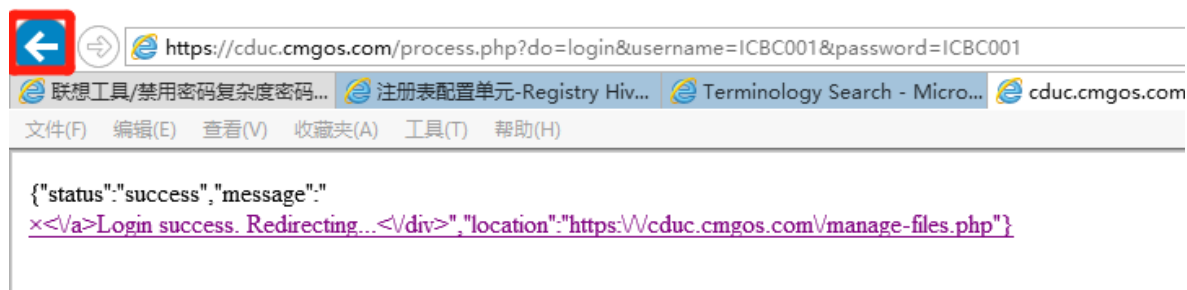 https://cduc.cmgos.com/process.php?do=login&username=ICBC001&password=ICBC001
联想工具/禁用密码复杂度密码... 注册表配置单元-Registry Hiv... Terminology Search - Micro... cduc.cmgos.com
文件(F) 编辑(E) 查看(V) 收藏夹(A) 工具(T) 帮助(H)
{"status":"success","message":"
×<\/a>Login success. Redirecting...<\/div>","location":"https:\/\/cduc.cmgos.com\/manage-files.php"}